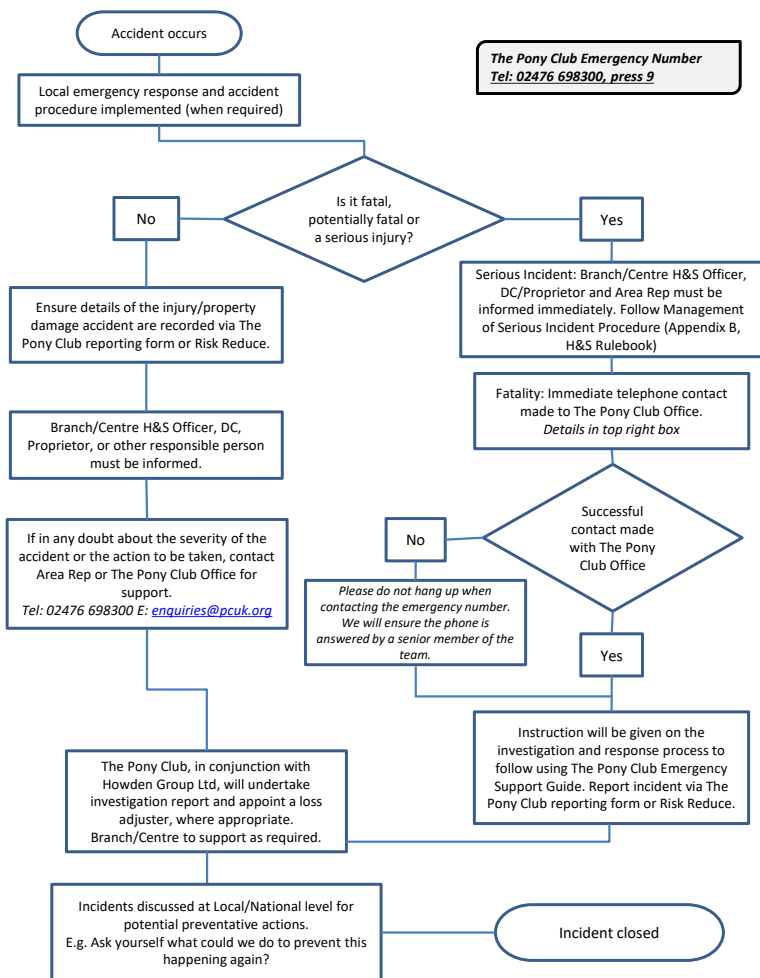 Accident occurs
The Pony Club Emergency Number
Tel: 02476 698300, press 9
Local emergency response and accident
procedure implemented (when required)
Is it fatal,
potentially fatal or
a serious injury?
No
Yes
Ensure details of the injury/property
damage accident are recorded via The
Pony Club reporting form or Risk Reduce.
Serious Incident: Branch/Centre H&S Officer,
DC/Proprietor and Area Rep must be
informed immediately. Follow Management
of Serious Incident Procedure (Appendix B,
H&S Rulebook)
Fatality: Immediate telephone contact
made to The Pony Club Office.
Details in top right box
Branch/Centre H&S Officer, DC,
Proprietor, or other responsible person
must be informed.
Successful
contact made
with The Pony
Club Office
No
If in any doubt about the severity of the
accident or the action to be taken, contact
Area Rep or The Pony Club Office for
support.
Tel: 02476 698300 E: enquiries@pcuk.org
Please do not hang up when
contacting the emergency number.
We will ensure the phone is
answered by a senior member of the
team.
Yes
Instruction will be given on the
investigation and response process to
follow using The Pony Club Emergency
Support Guide. Report incident via The
Pony Club reporting form or Risk Reduce.
The Pony Club, in conjunction with
Howden Group Ltd, will undertake
investigation report and appoint a loss
adjuster, where appropriate.
Branch/Centre to support as required.
Incidents discussed at Local/National level for
potential preventative actions.
E.g. Ask yourself what could we do to prevent this
happening again?
Incident closed